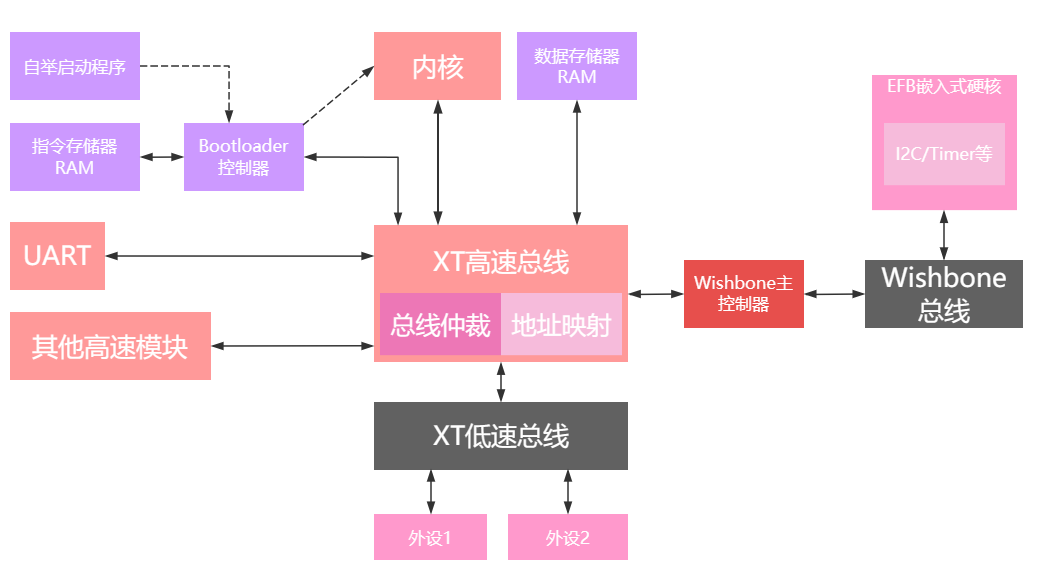 自举启动程序
内核
数据存储器
RAM
EFB嵌入式硬核
I2C/Timer等
指令存储器
RAM
Bootloader
控制器
UART
XT高速总线
总线仲裁
地址映射
Wishbone主
控制器
Wishbone
总线
其他高速模块
XT低速总线
外设1
外设2